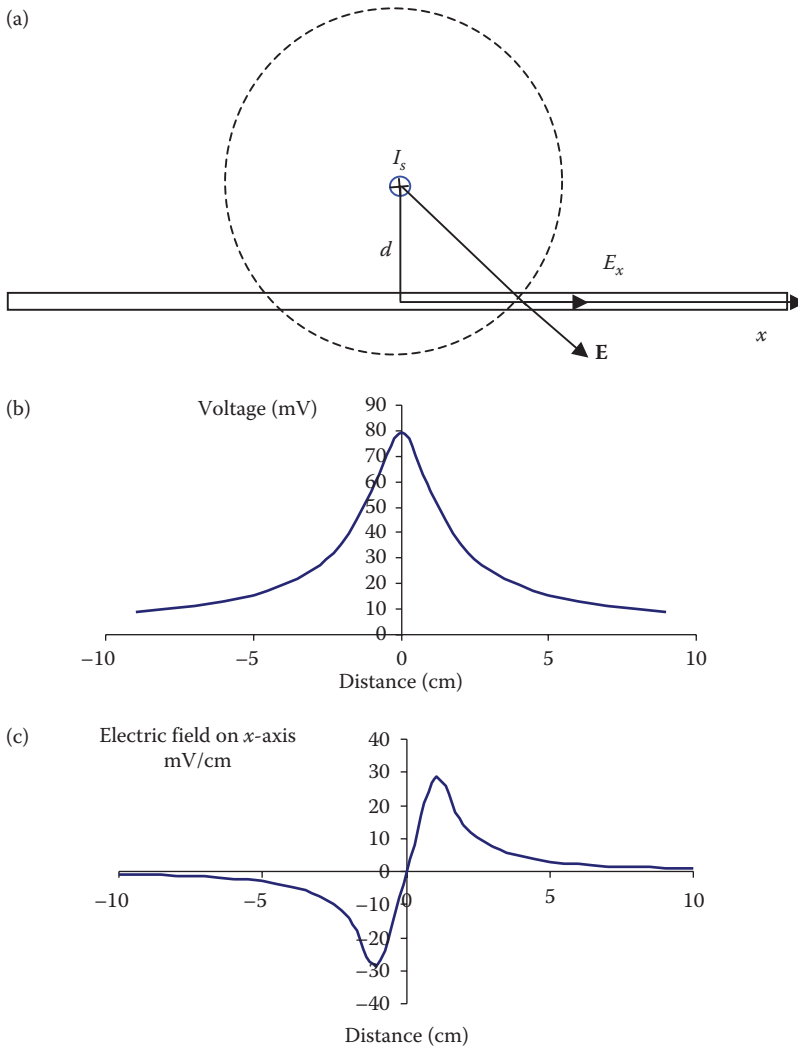 (a)
I_s
d
E_x
E
x
(b)
Voltage (mV)
90
80
70
60
50
40
30
20
10
0
−10 −5 0 5 10
Distance (cm)
(c)
Electric field on x-axis
mV/cm
40
30
20
10
0
−10 −5 0 5 10
−10
−20
−30
−40
Distance (cm)